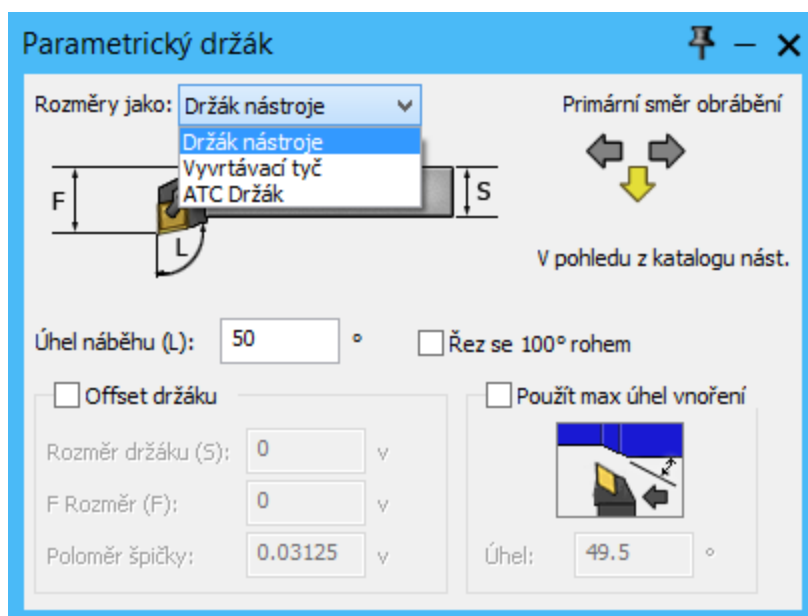 Parametrický držák
Rozměry jako: Držák nástroje
Primární směr obrábění
Držák nástroje
Vyvrtávací tyč
ATC Držák
F
S
L
V pohledu z katalogu nást.
Úhel náběhu (L): 50 °
Řez se 100° rohem
Offset držáku
Použít max úhel vnoření
Rozměr držáku (S): 0 v
F Rozměr (F): 0 v
Poloměr špičky: 0.03125 v
Úhel: 49.5 °